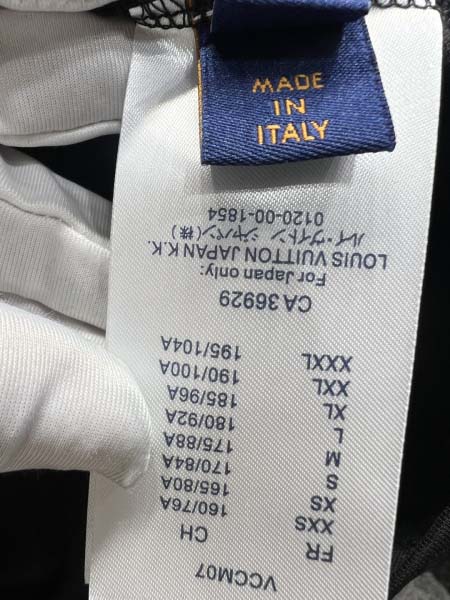 MADE
IN
ITALY
VCCM07
FR CH
XXS 160/76A
XS 165/80A
S 170/84A
M 175/88A
L 180/92A
XL 185/96A
XXL 190/100A
XXXL 195/104A
CA 36929
For Japan only:
LOUIS VUITTON JAPAN K.K.
ルイ・ヴィトン ジャパン(株)
0120-00-1854